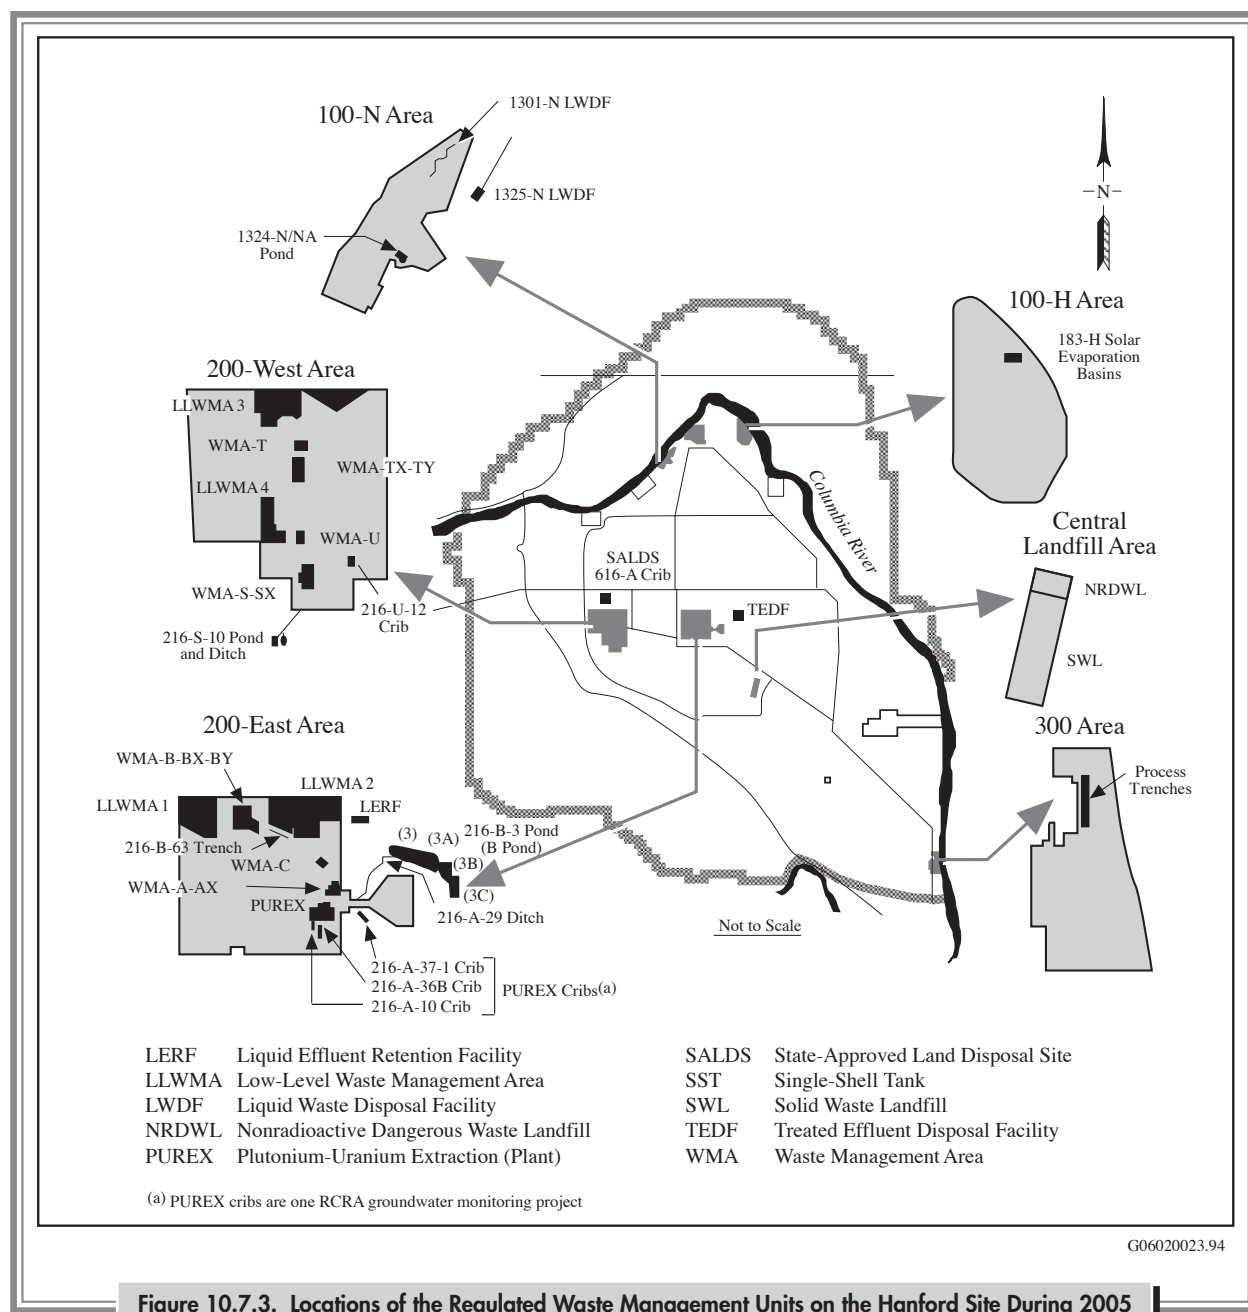 100-N Area
1301-N LWDF
1325-N LWDF
1324-N/NA
Pond
N
100-H Area
183-H Solar
Evaporation
Basins
200-West Area
LLWMA 3
WMA-T
WMA-TX-TY
LLWMA 4
WMA-U
WMA-S-SX
216-U-12
Crib
216-S-10 Pond
and Ditch
Columbia River
SALDS
616-A Crib
TEDF
Central
Landfill Area
NRDWL
SWL
200-East Area
WMA-B-BX-BY
LLWMA 2
LLWMA 1
LERF
216-B-63 Trench
WMA-C
WMA-A-AX
PUREX
(3)
(3A)
216-B-3 Pond
(B Pond)
(3B)
(3C)
216-A-29 Ditch
216-A-37-1 Crib
216-A-36B Crib
216-A-10 Crib
PUREX Cribs(a)
300 Area
Process
Trenches
Not to Scale
LERF Liquid Effluent Retention Facility
LLWMA Low-Level Waste Management Area
LWDF Liquid Waste Disposal Facility
NRDWL Nonradioactive Dangerous Waste Landfill
PUREX Plutonium-Uranium Extraction (Plant)
SALDS State-Approved Land Disposal Site
SST Single-Shell Tank
SWL Solid Waste Landfill
TEDF Treated Effluent Disposal Facility
WMA Waste Management Area
(a) PUREX cribs are one RCRA groundwater monitoring project
G06020023.94
Figure 10.7.3. Locations of the Regulated Waste Management Units on the Hanford Site During 2005